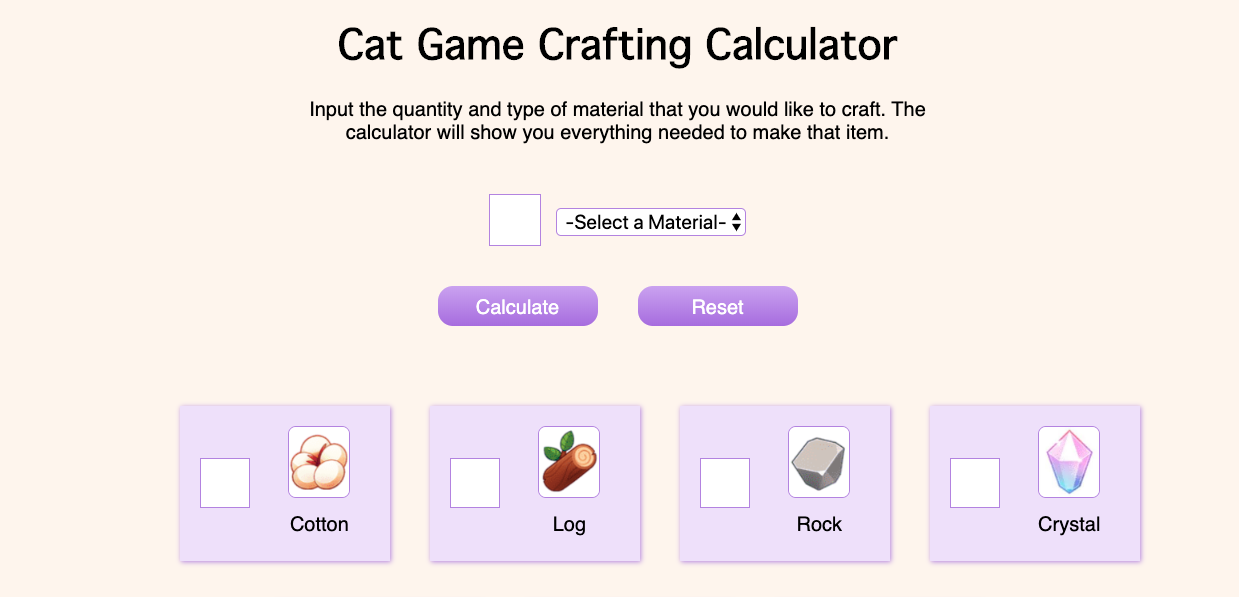 Cat Game Crafting Calculator
Input the quantity and type of material that you would like to craft. The
calculator will show you everything needed to make that item.
-Select a Material-
Calculate
Reset
Cotton
Log
Rock
Crystal